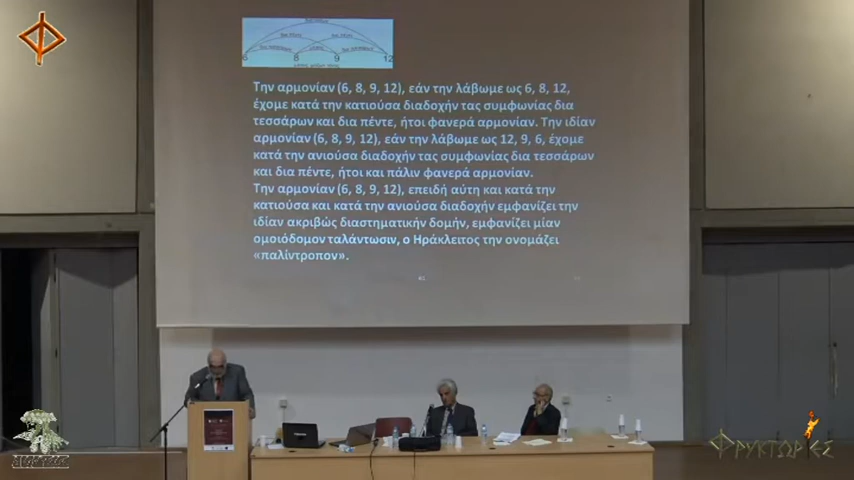 6 8 9 12
Την αρμονίαν (6, 8, 9, 12), εάν την λάβωμε ως 6, 8, 12,
έχομε κατά την κατιούσα διαδοχήν τας συμφωνίας δια
τεσσάρων και δια πέντε, ήτοι φανερά αρμονίαν. Την ιδίαν
αρμονίαν (6, 8, 9, 12), εάν την λάβωμε ως 12, 9, 6, έχομε
κατά την ανιούσα διαδοχήν τας συμφωνίας δια τεσσάρων
και δια πέντε, ήτοι και πάλιν φανερά αρμονίαν.
Την αρμονίαν (6, 8, 9, 12), επειδή αύτη και κατά την
κατιούσα και κατά την ανιούσα διαδοχήν εμφανίζει την
ιδίαν ακριβώς διαστηματικήν δομήν, εμφανίζει μίαν
ομοιόδομον ταλάντωσιν, ο Ηράκλειτος την ονομάζει
«παλίντροπον».
ΦΡΥΚΤΩΡΙΕΣ